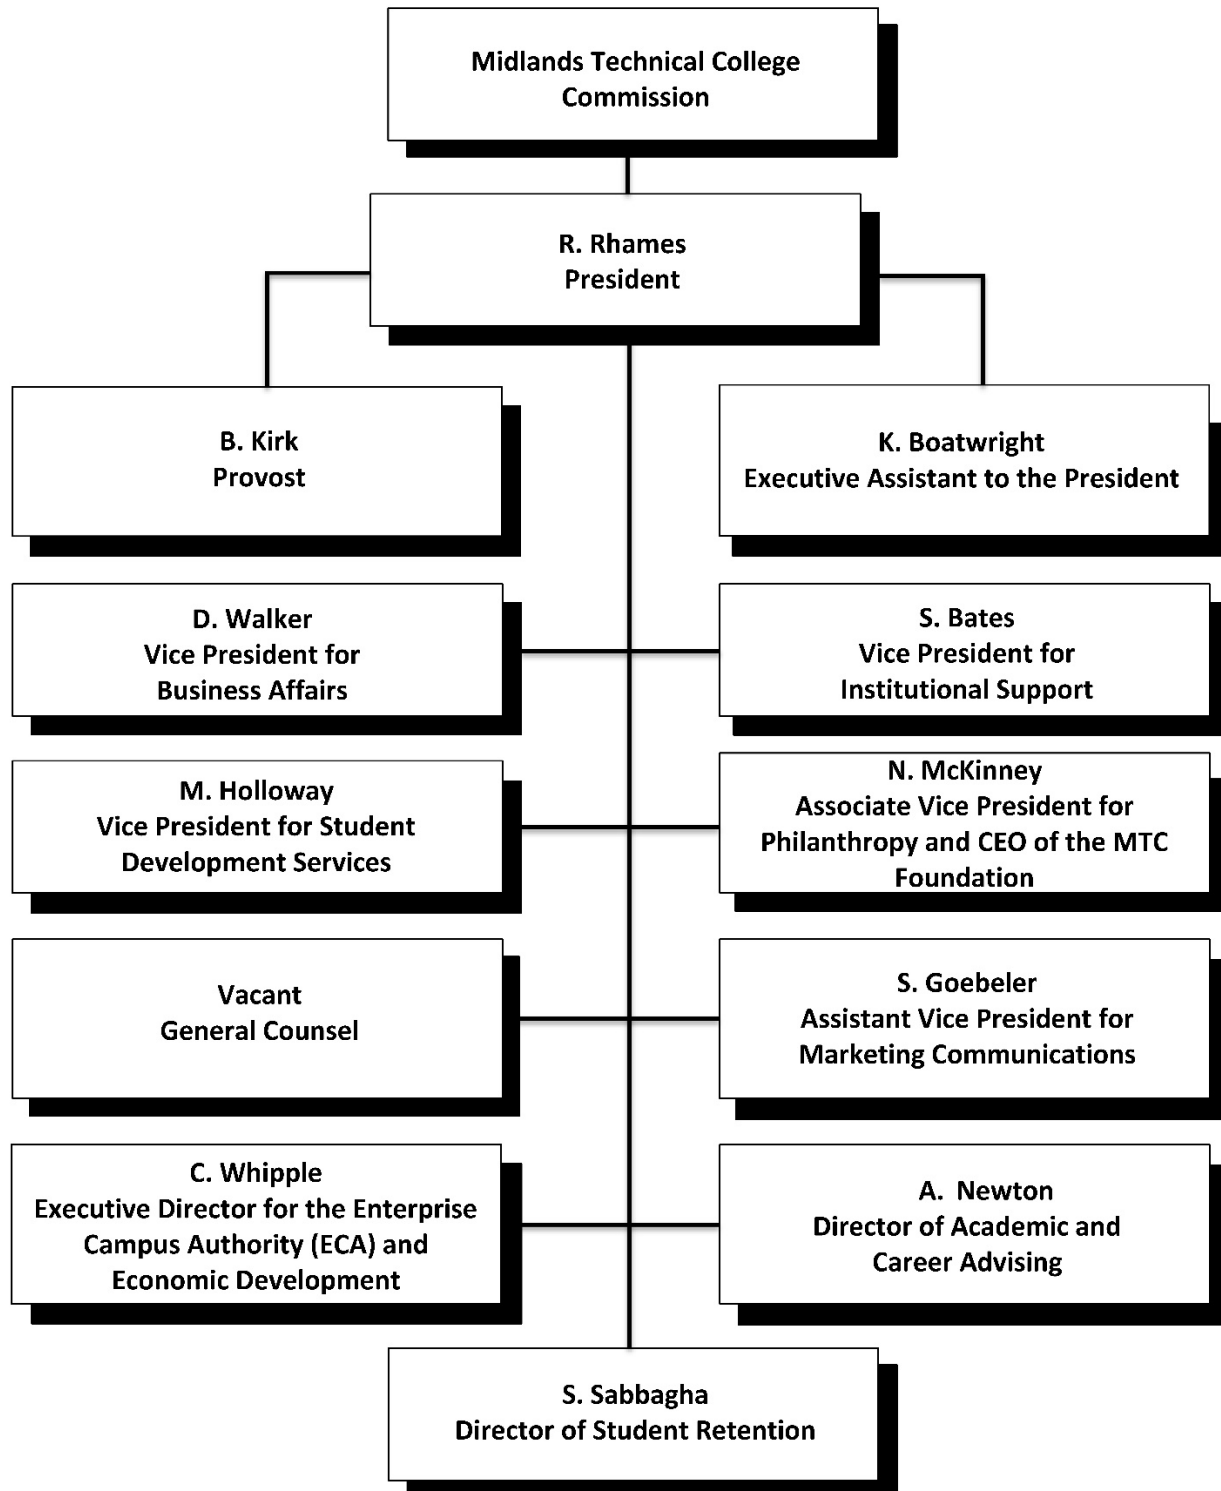 Midlands Technical College
Commission
R. Rhames
President
B. Kirk
Provost
K. Boatwright
Executive Assistant to the President
D. Walker
Vice President for
Business Affairs
S. Bates
Vice President for
Institutional Support
M. Holloway
Vice President for Student
Development Services
N. McKinney
Associate Vice President for
Philanthropy and CEO of the MTC
Foundation
Vacant
General Counsel
S. Goebeler
Assistant Vice President for
Marketing Communications
C. Whipple
Executive Director for the Enterprise
Campus Authority (ECA) and
Economic Development
A. Newton
Director of Academic and
Career Advising
S. Sabbagha
Director of Student Retention